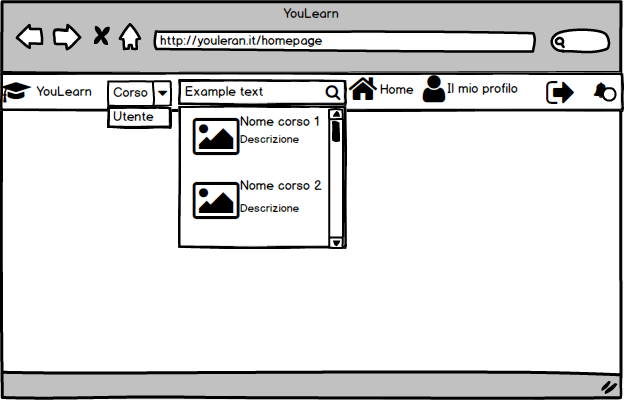 YouLearn
http://youleran.it/homepage
YouLearn
Corso
Example text
Home
Il mio profilo
Utente
Nome corso 1
Descrizione
Nome corso 2
Descrizione